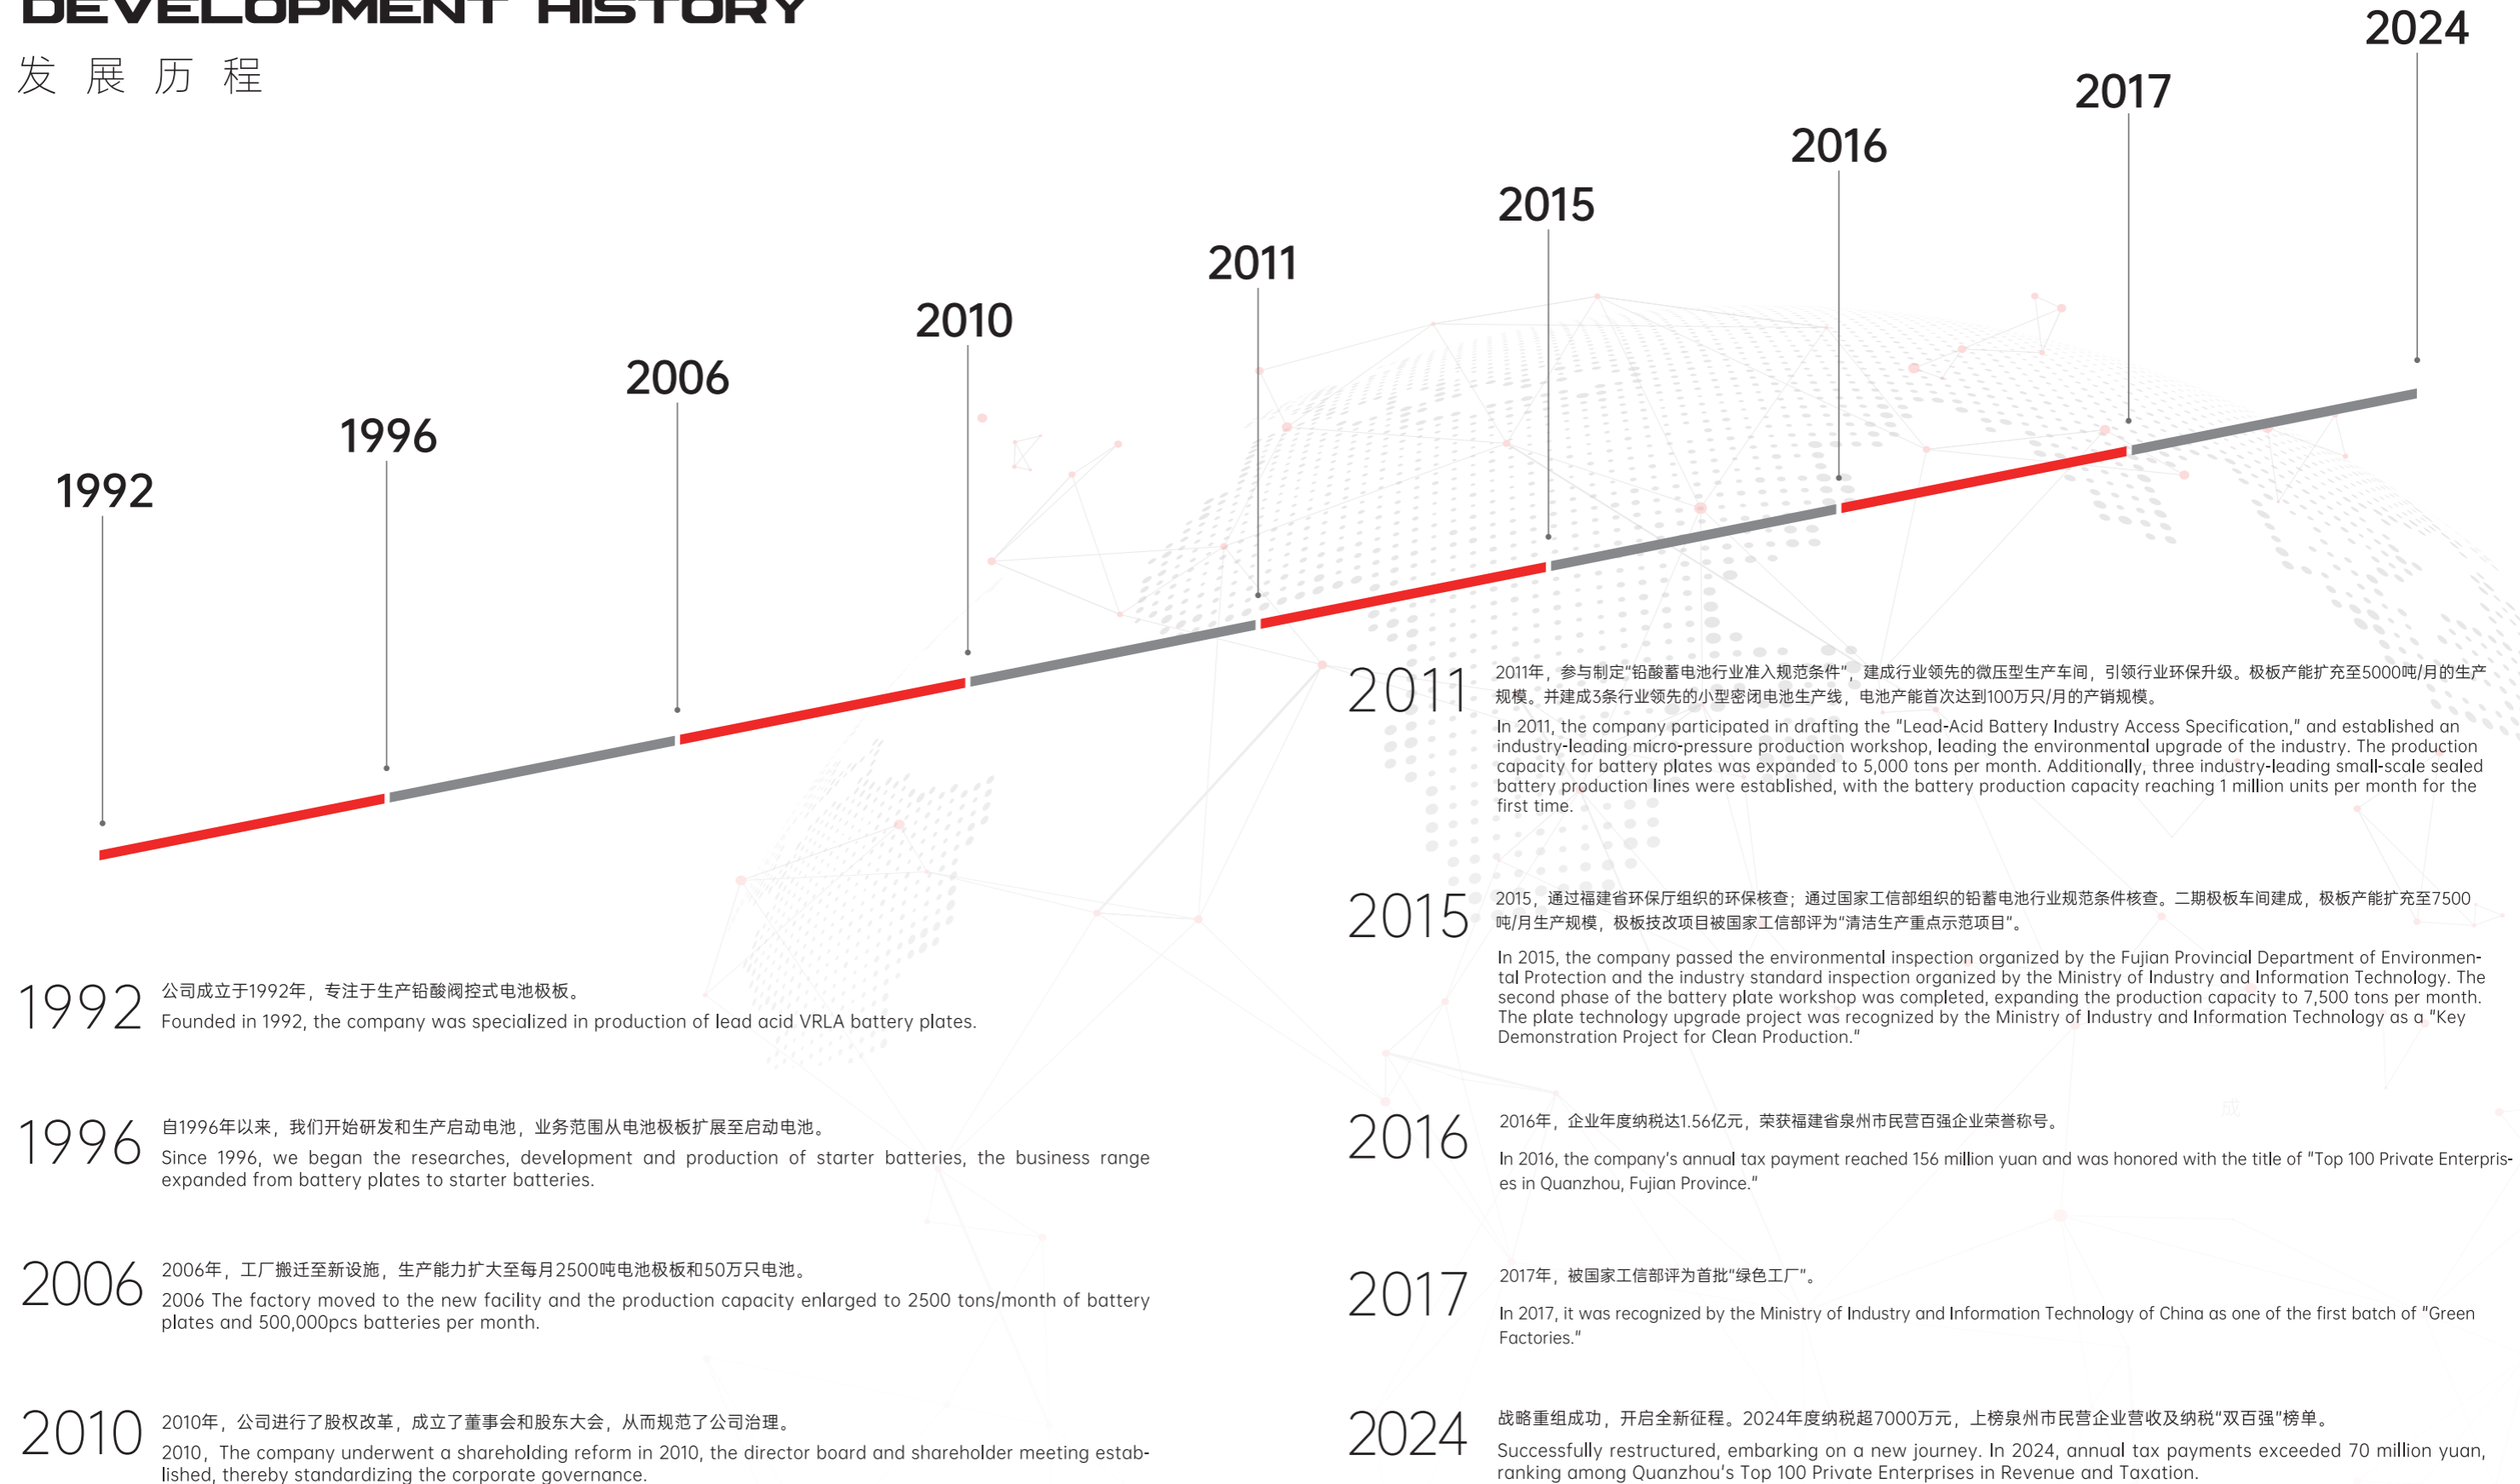 DEVELOPMENT HISTORY
发展历程
1992
1996
2006
2010
2011
2015
2016
2017
2024
1992
公司成立于1992年，专注于生产铅酸阀控式电池极板。
Founded in 1992, the company was specialized in production of lead acid VRLA battery plates.
1996
自1996年以来，我们开始研发和生产启动电池，业务范围从电池极板扩展至启动电池。
Since 1996, we began the researches, development and production of starter batteries, the business range
expanded from battery plates to starter batteries.
2006
2006年，工厂搬迁至新设施，生产能力扩大至每月2500吨电池极板和50万只电池。
2006 The factory moved to the new facility and the production capacity enlarged to 2500 tons/month of battery
plates and 500,000pcs batteries per month.
2010
2010年，公司进行了股权改革，成立了董事会和股东大会，从而规范了公司治理。
2010，The company underwent a shareholding reform in 2010, the director board and shareholder meeting estab-
lished, thereby standardizing the corporate governance.
2011
2011年，参与制定“铅酸蓄电池行业准入规范条件”，建成行业领先的微压型生产车间，引领行业环保升级。极板产能扩充至5000吨/月的生产
规模。并建成3条行业领先的小型密闭电池生产线，电池产能首次达到100万只/月的产销规模。
In 2011, the company participated in drafting the "Lead-Acid Battery Industry Access Specification," and established an
industry-leading micro-pressure production workshop, leading the environmental upgrade of the industry. The production
capacity for battery plates was expanded to 5,000 tons per month. Additionally, three industry-leading small-scale sealed
battery production lines were established, with the battery production capacity reaching 1 million units per month for the
first time.
2015
2015，通过福建省环保厅组织的环保核查；通过国家工信部组织的铅蓄电池行业规范条件核查。二期极板车间建成，极板产能扩充至7500
吨/月生产规模，极板技改项目被国家工信部评为“清洁生产重点示范项目”。
In 2015, the company passed the environmental inspection organized by the Fujian Provincial Department of Environmen-
tal Protection and the industry standard inspection organized by the Ministry of Industry and Information Technology. The
second phase of the battery plate workshop was completed, expanding the production capacity to 7,500 tons per month.
The plate technology upgrade project was recognized by the Ministry of Industry and Information Technology as a "Key
Demonstration Project for Clean Production."
成
2016
2016年，企业年度纳税达1.56亿元，荣获福建省泉州市民营百强企业荣誉称号。
In 2016, the company's annual tax payment reached 156 million yuan and was honored with the title of "Top 100 Private Enterpris-
es in Quanzhou, Fujian Province."
2017
2017年，被国家工信部评为首批“绿色工厂”。
In 2017, it was recognized by the Ministry of Industry and Information Technology of China as one of the first batch of "Green
Factories."
2024
战略重组成功，开启全新征程。2024年度纳税超7000万元，上榜泉州市民营企业营收及纳税“双百强”榜单。
Successfully restructured, embarking on a new journey. In 2024, annual tax payments exceeded 70 million yuan,
ranking among Quanzhou's Top 100 Private Enterprises in Revenue and Taxation.